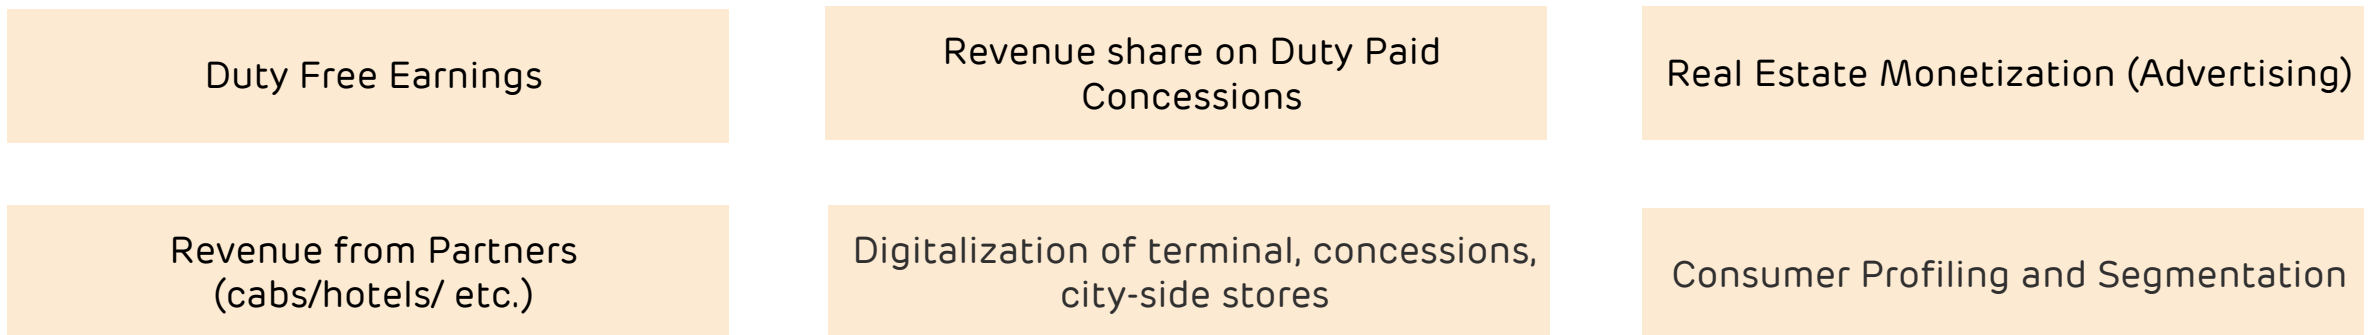 Duty Free Earnings
Revenue share on Duty Paid
Concessions
Real Estate Monetization (Advertising)
Revenue from Partners
(cabs/hotels/ etc.)
Digitalization of terminal, concessions,
city-side stores
Consumer Profiling and Segmentation